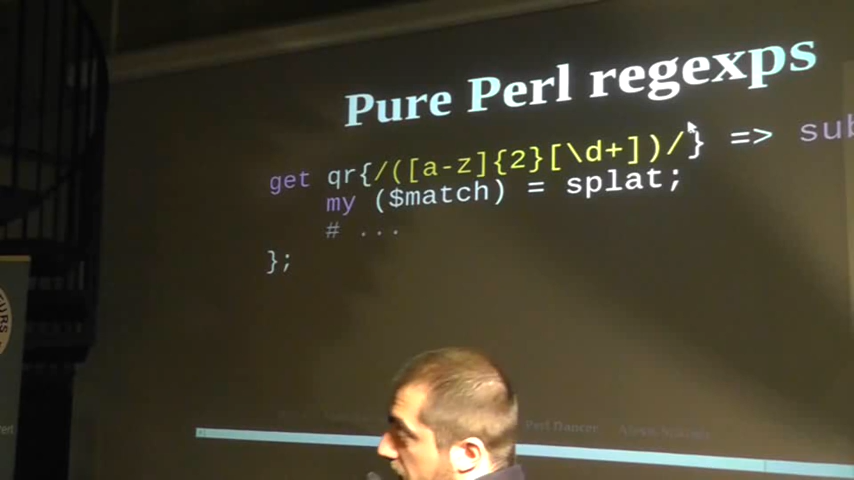 Pure Perl regexps
get qr{/([a-z]{2}[\d+])/} => sub
my ($match) = splat;
# ...
};
Perl Dancer